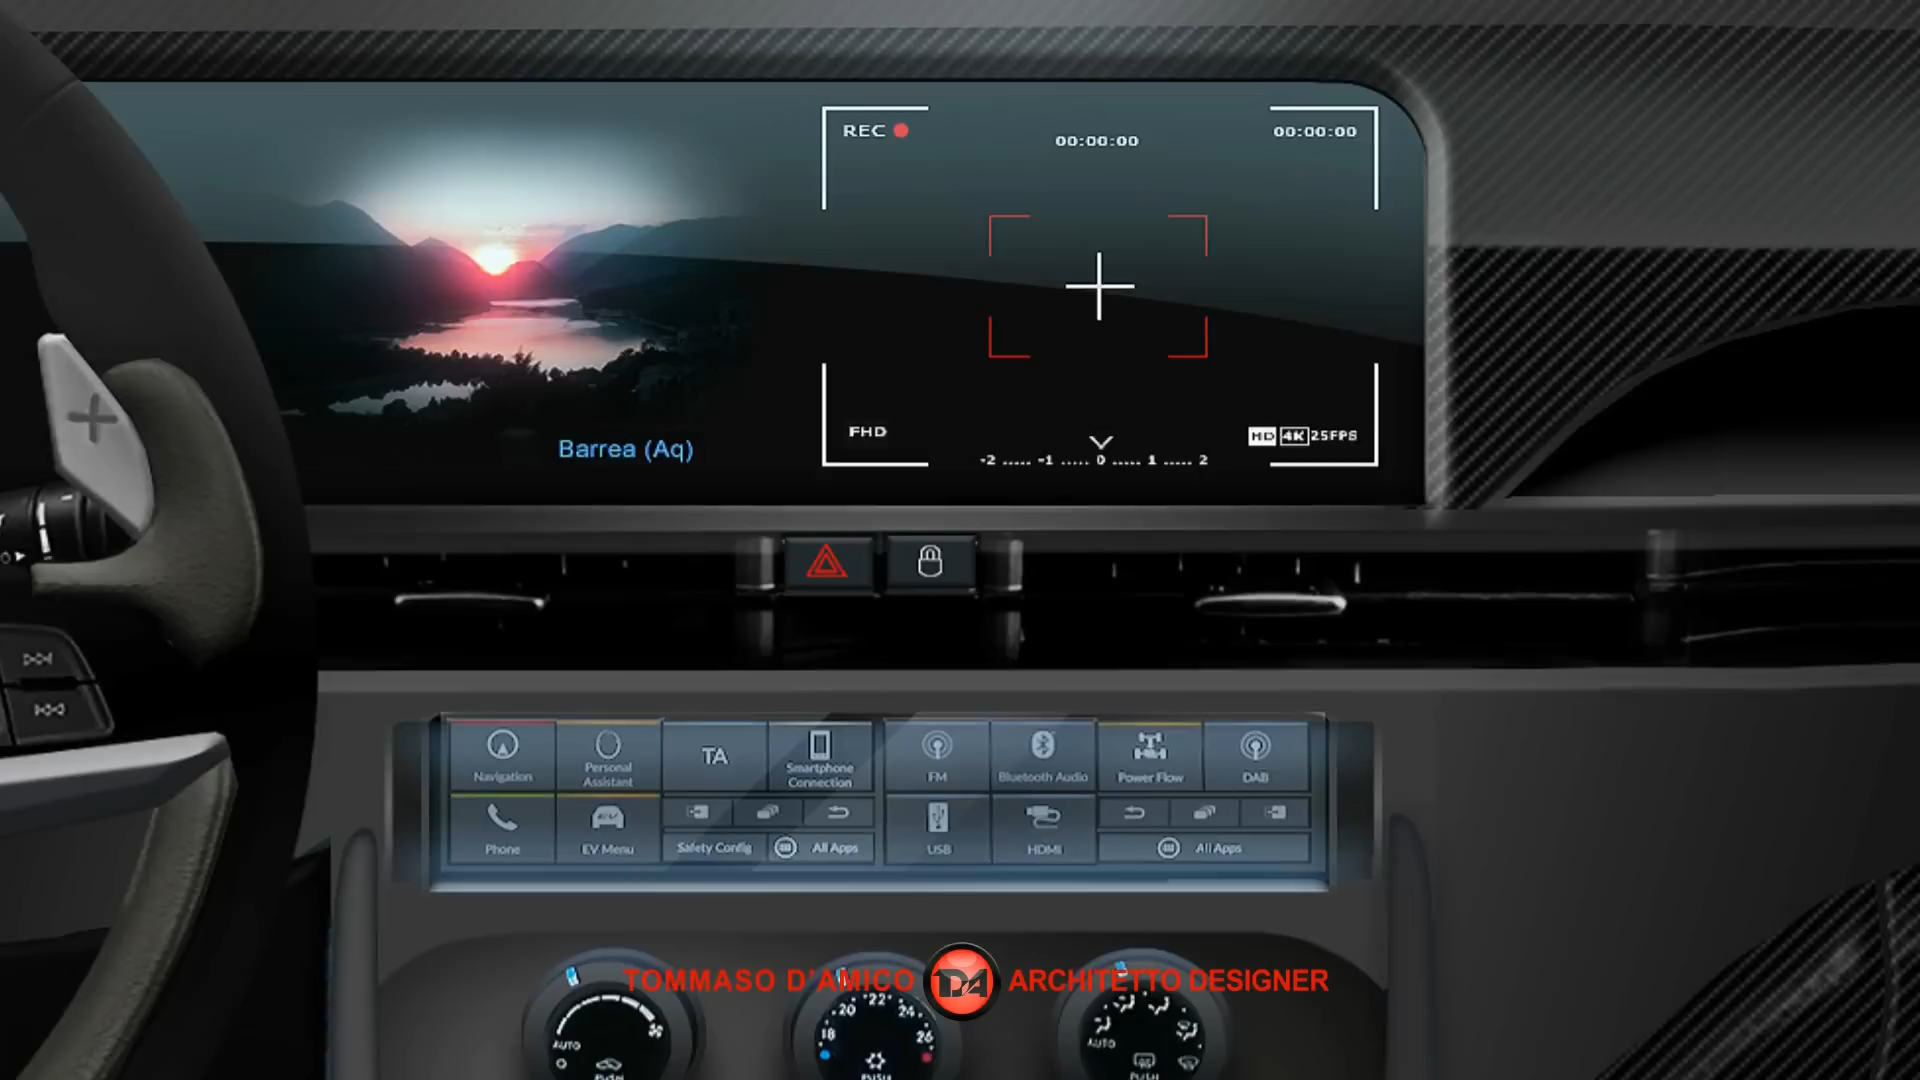 REC
00:00:00
00:00:00
FHD
HD 4K 25FPS
-2 ..... -1 ..... 0 ..... 1 ..... 2
Barrea (Aq)
Navigation
Personal
Assistant
TA
Smartphone
Connection
FM
Bluetooth Audio
Power Flow
DAB
Phone
EV Menu
Safety Config
All Apps
USB
HDMI
All Apps
TOMMASO D'AMICO
ARCHITETTO DESIGNER
AUTO
18
20
22
24
26
PUSH
AUTO
PUSH